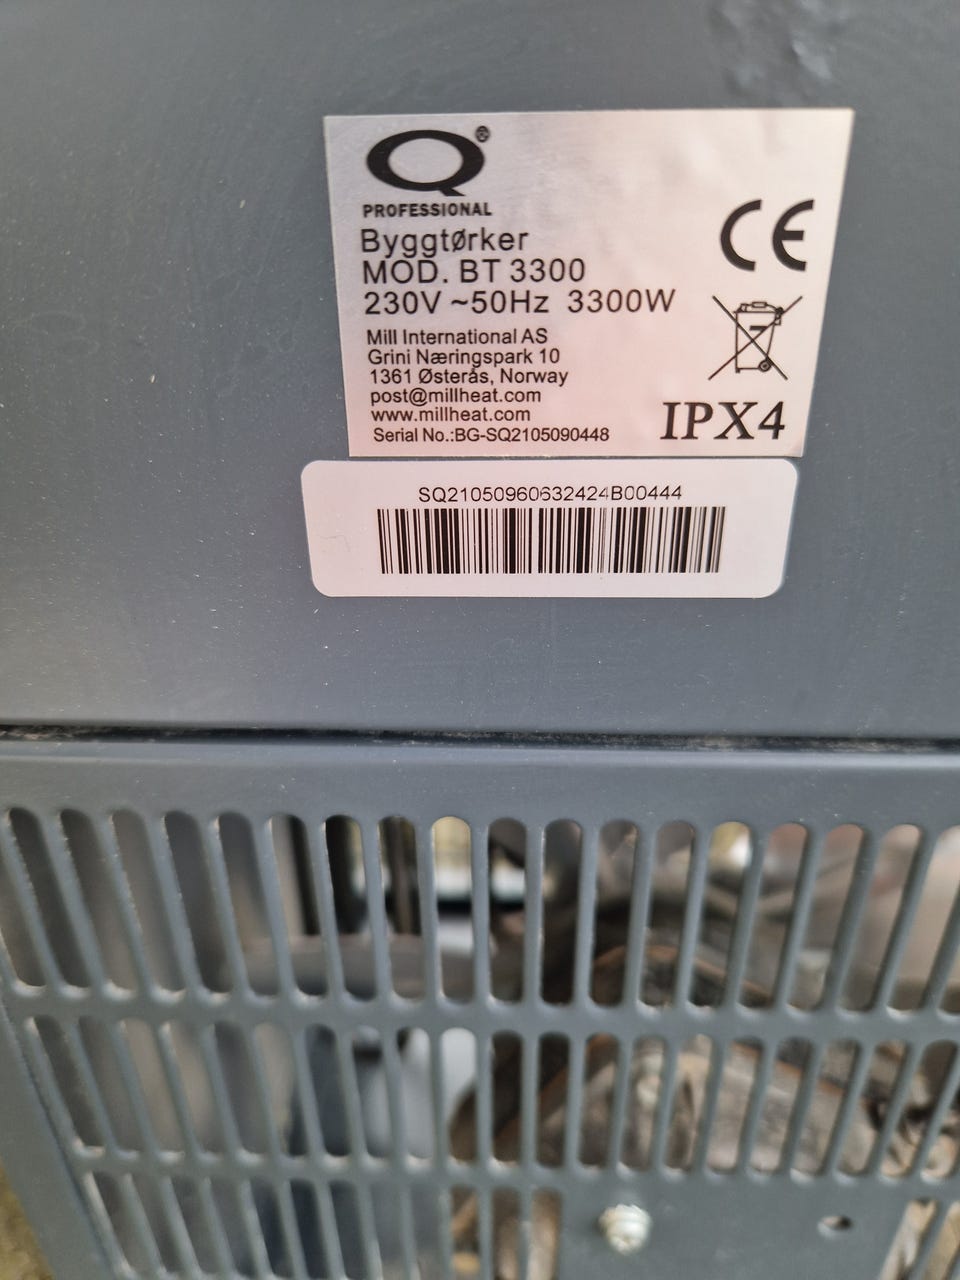 Q®
PROFESSIONAL
Byggtørker
MOD. BT 3300
230V ~50Hz 3300W
Mill International AS
Grini Næringspark 10
1361 Østerås, Norway
post@millheat.com
www.millheat.com
Serial No.:BG-SQ2105090448
CE
IPX4
SQ21050960632424B00444